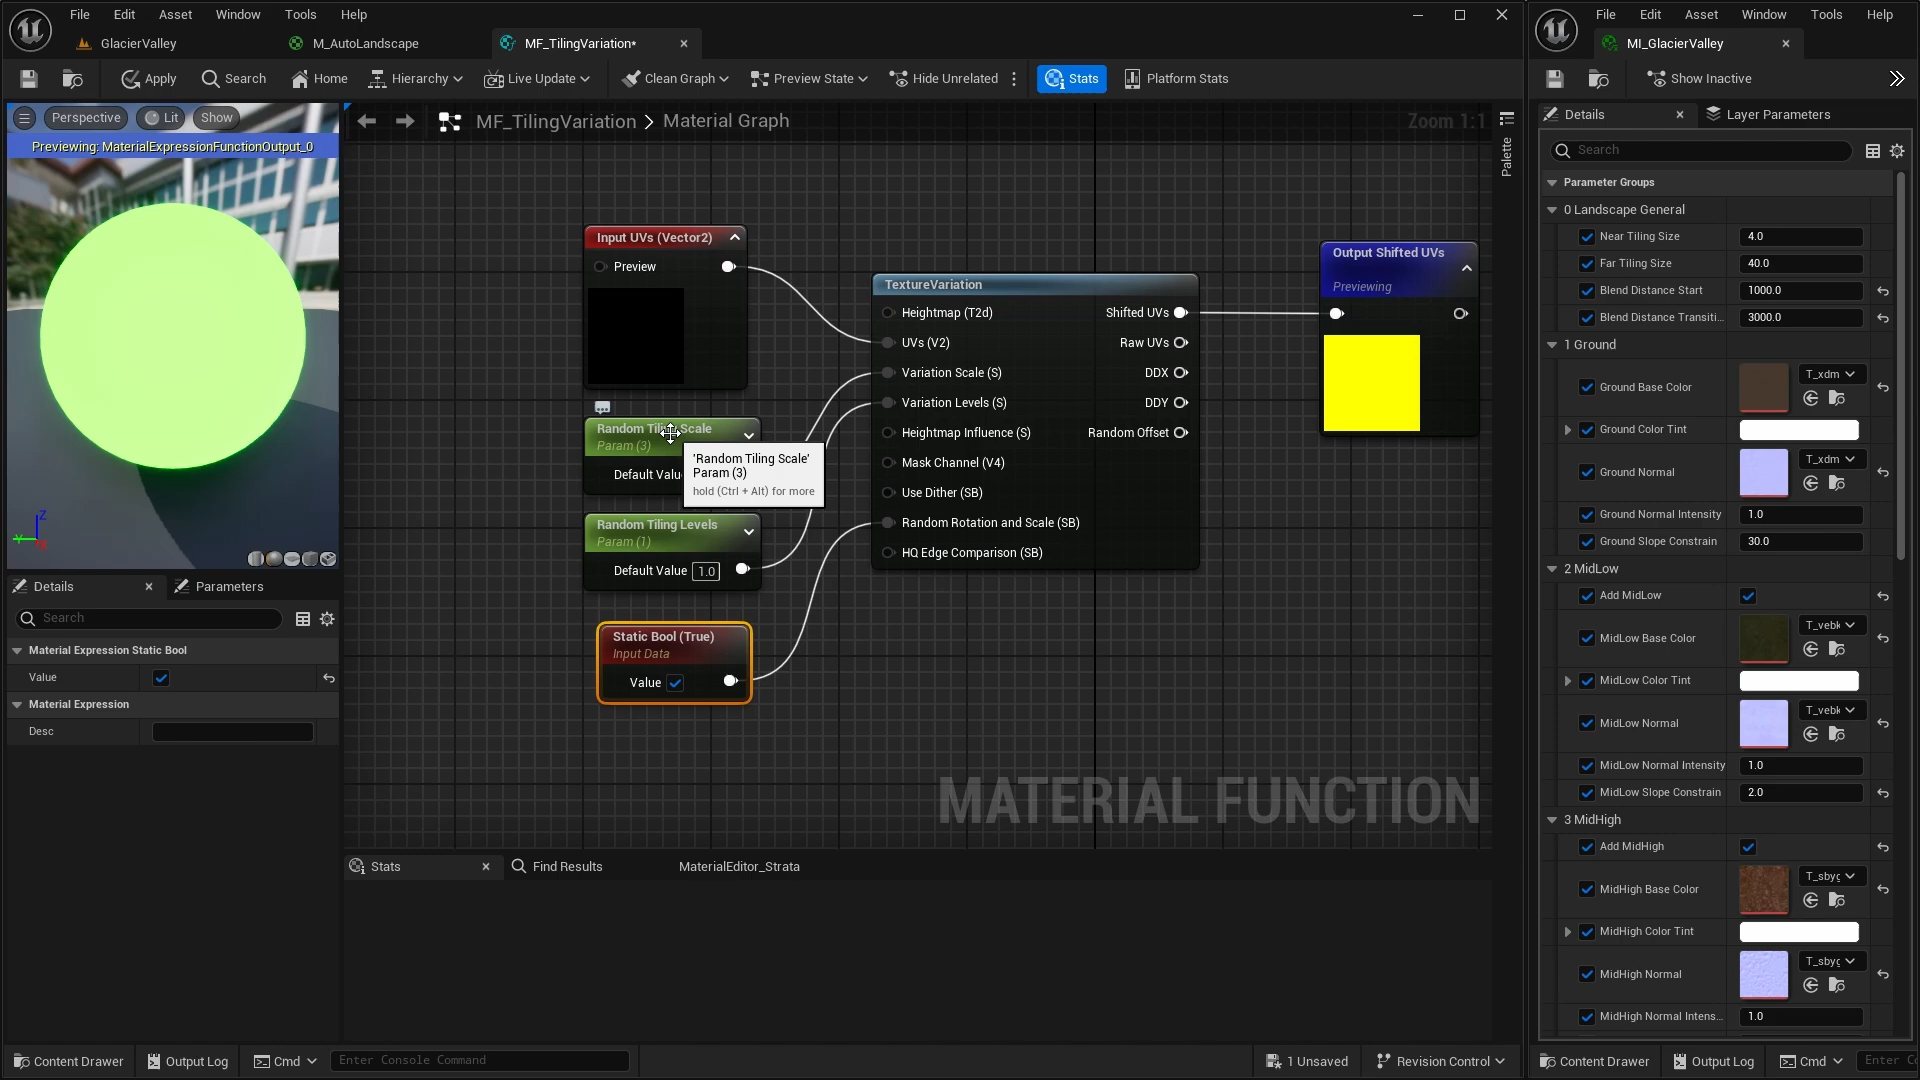 File Edit Asset Window Tools Help
GlacierValley
M_AutoLandscape
MF_TilingVariation*
Apply
Search
Home
Hierarchy
Live Update
Clean Graph
Preview State
Hide Unrelated
Stats
Platform Stats
Perspective
Lit
Show
Previewing: MaterialExpressionFunctionOutput_0
Z
Y
MF_TilingVariation > Material Graph
Zoom 1:1
Palette
Input UVs (Vector2)
Preview
Random Tiling Scale
Param (3)
Default Valu
'Random Tiling Scale'
Param (3)
hold (Ctrl + Alt) for more
Random Tiling Levels
Param (1)
Default Value 1.0
Static Bool (True)
Input Data
Value
TextureVariation
Heightmap (T2d)
Shifted UVs
UVs (V2)
Raw UVs
Variation Scale (S)
DDX
Variation Levels (S)
DDY
Heightmap Influence (S)
Random Offset
Mask Channel (V4)
Use Dither (SB)
Random Rotation and Scale (SB)
HQ Edge Comparison (SB)
Output Shifted UVs
Previewing
MATERIAL FUNCTION
Details
Parameters
Search
Material Expression Static Bool
Value
Material Expression
Desc
Stats
Find Results
MaterialEditor_Strata
Content Drawer
Output Log
Cmd
Enter Console Command
1 Unsaved
Revision Control
File Edit Asset Window Tools Help
MI_GlacierValley
Show Inactive
Details
Layer Parameters
Search
Parameter Groups
0 Landscape General
Near Tiling Size 4.0
Far Tiling Size 40.0
Blend Distance Start 1000.0
Blend Distance Transiti... 3000.0
1 Ground
Ground Base Color T_xdm
Ground Color Tint
Ground Normal T_xdm
Ground Normal Intensity 1.0
Ground Slope Constrain 30.0
2 MidLow
Add MidLow
MidLow Base Color T_vebk
MidLow Color Tint
MidLow Normal T_vebk
MidLow Normal Intensity 1.0
MidLow Slope Constrain 2.0
3 MidHigh
Add MidHigh
MidHigh Base Color T_sbyg
MidHigh Color Tint
MidHigh Normal T_sbyg
MidHigh Normal Intens... 1.0
Content Drawer
Output Log
Cmd
Enter Co